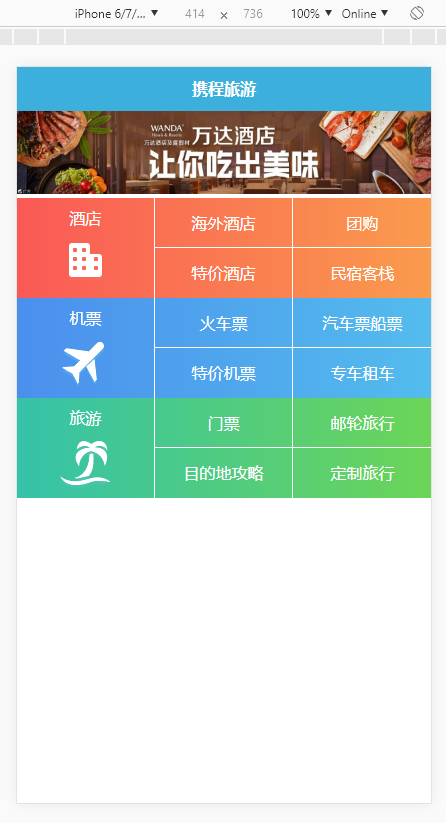 iPhone 6/7/... ▼ 414 × 736 100% ▼ Online ▼
携程旅游
WANDA
Hotels & Resorts
万达酒店
万达酒店及度假村
让你吃出美味
酒店
海外酒店
团购
特价酒店
民宿客栈
机票
火车票
汽车票船票
特价机票
专车租车
旅游
门票
邮轮旅行
目的地攻略
定制旅行